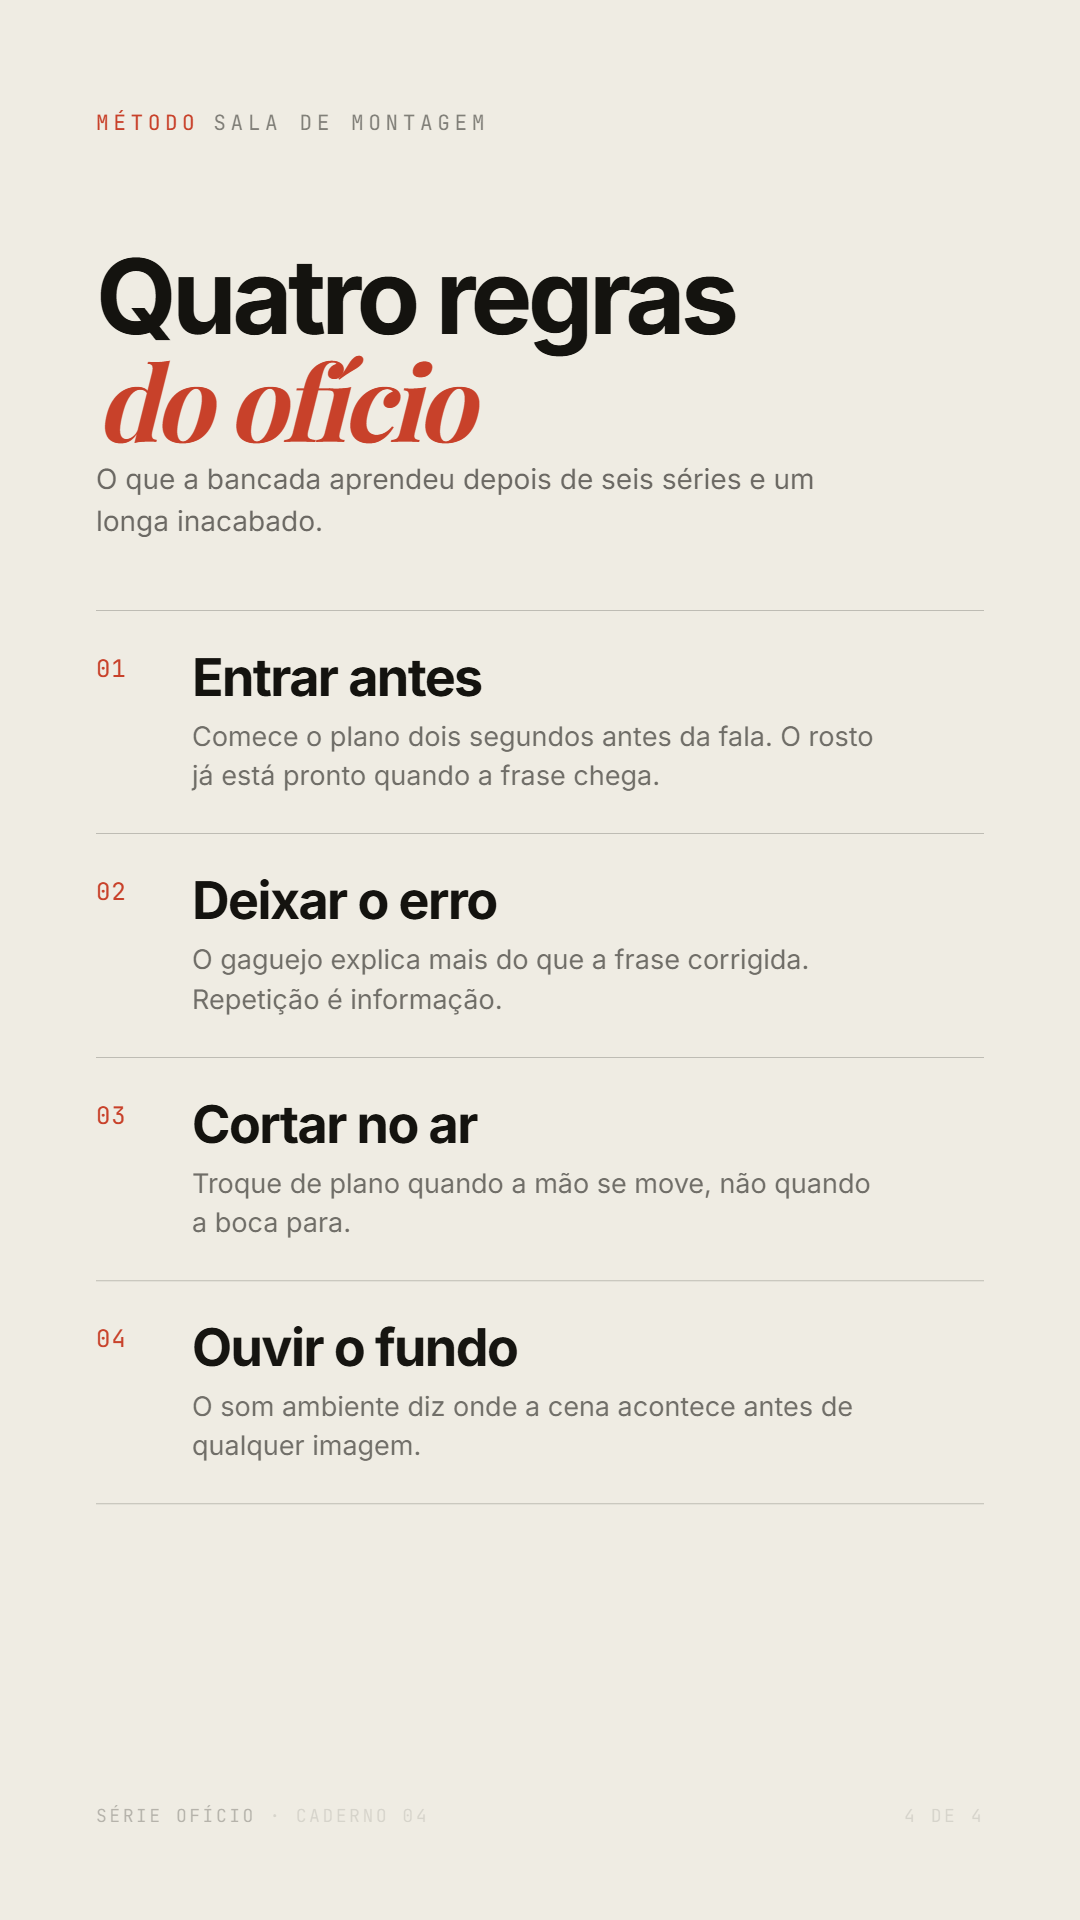 MÉTODO SALA DE MONTAGEM
Quatro regras
do ofício
O que a bancada aprendeu depois de seis séries e um
longa inacabado.
01
Entrar antes
Comece o plano dois segundos antes da fala. O rosto
já está pronto quando a frase chega.
02
Deixar o erro
O gaguejo explica mais do que a frase corrigida.
Repetição é informação.
03
Cortar no ar
Troque de plano quando a mão se move, não quando
a boca para.
04
Ouvir o fundo
O som ambiente diz onde a cena acontece antes de
qualquer imagem.
SÉRIE OFÍCIO · CADERNO 04
4 DE 4